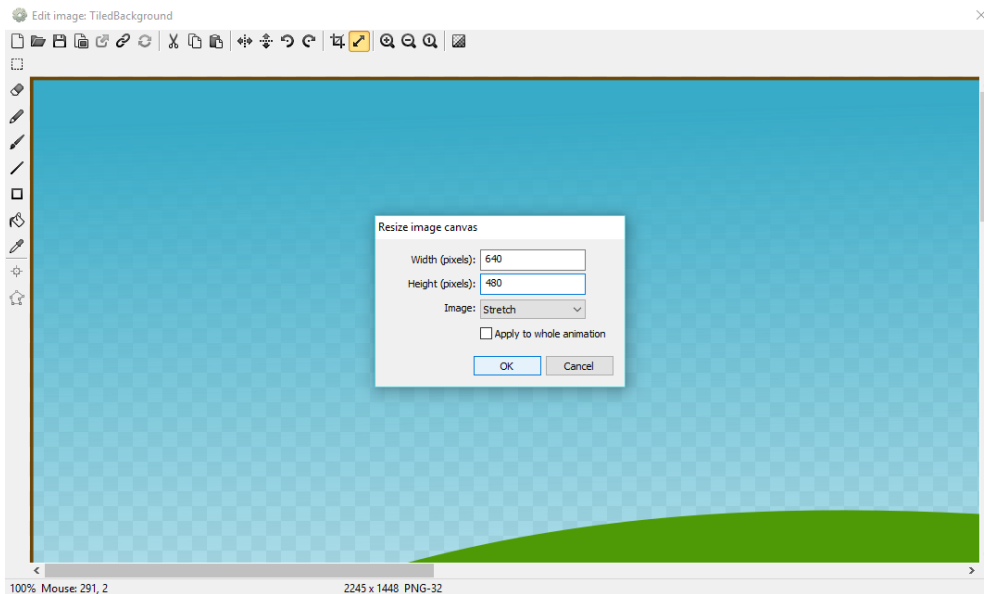 Edit image: TiledBackground
Resize image canvas
Width (pixels): 640
Height (pixels): 480
Image: Stretch
Apply to whole animation
OK Cancel
100% Mouse: 291, 2 2245 x 1448 PNG-32